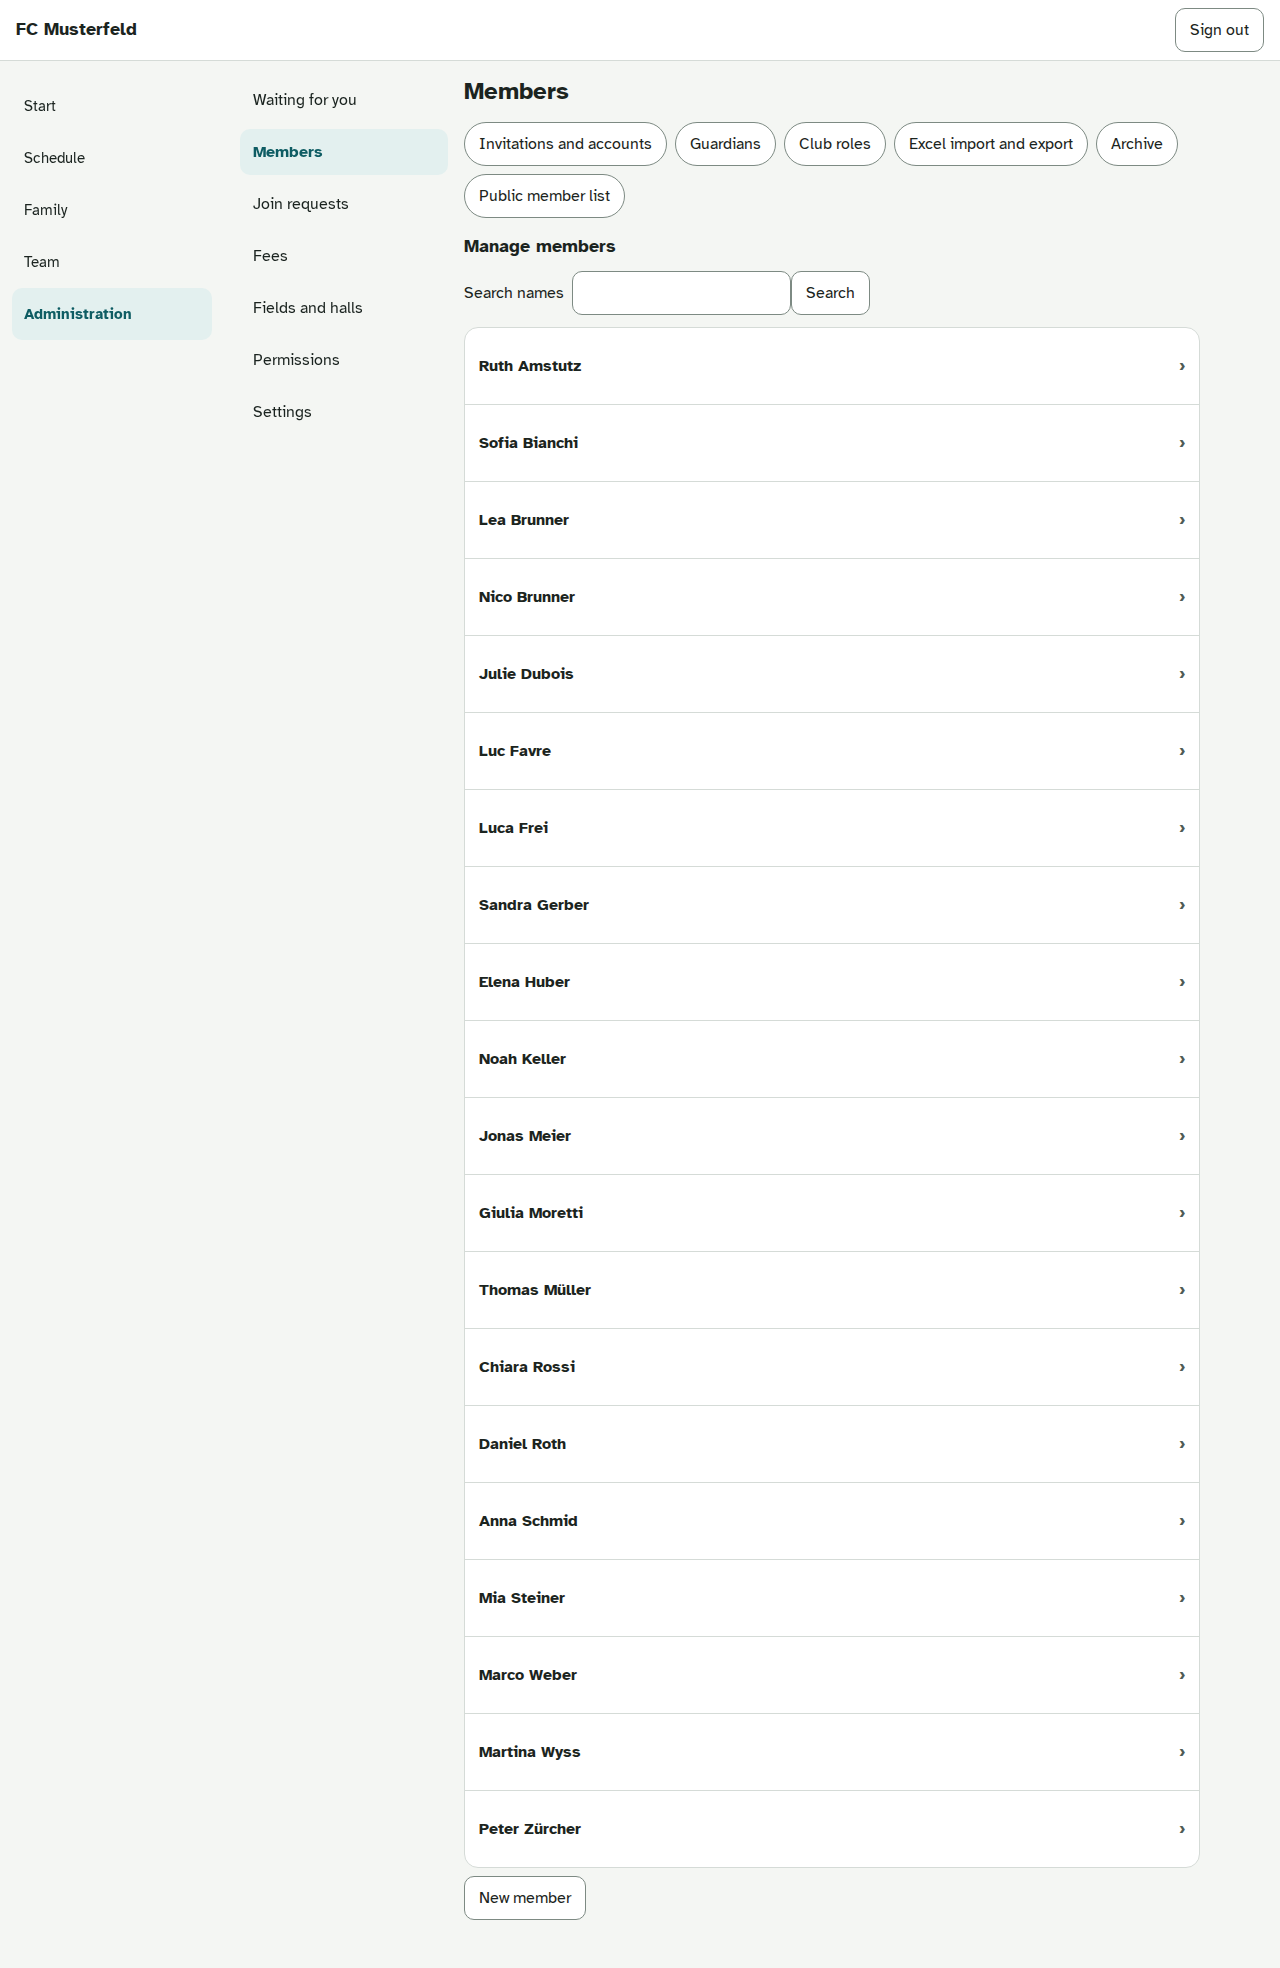 FC Musterfeld
Sign out
Start
Schedule
Family
Team
Administration
Waiting for you
Members
Join requests
Fees
Fields and halls
Permissions
Settings
Members
Invitations and accounts
Guardians
Club roles
Excel import and export
Archive
Public member list
Manage members
Search names
Search
Ruth Amstutz ›
Sofia Bianchi ›
Lea Brunner ›
Nico Brunner ›
Julie Dubois ›
Luc Favre ›
Luca Frei ›
Sandra Gerber ›
Elena Huber ›
Noah Keller ›
Jonas Meier ›
Giulia Moretti ›
Thomas Müller ›
Chiara Rossi ›
Daniel Roth ›
Anna Schmid ›
Mia Steiner ›
Marco Weber ›
Martina Wyss ›
Peter Zürcher ›
New member